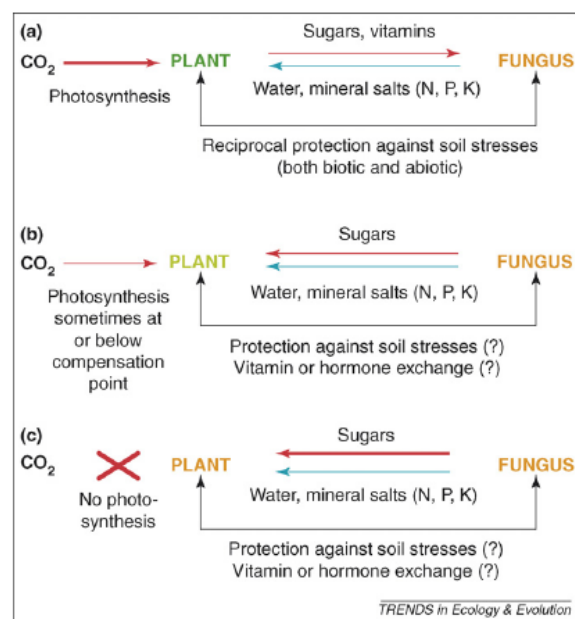 (a)
Sugars, vitamins
CO2 PLANT FUNGUS
Photosynthesis
Water, mineral salts (N, P, K)
Reciprocal protection against soil stresses
(both biotic and abiotic)
(b)
Sugars
CO2 PLANT FUNGUS
Photosynthesis
sometimes at
or below
compensation
point
Water, mineral salts (N, P, K)
Protection against soil stresses (?)
Vitamin or hormone exchange (?)
(c)
Sugars
CO2 PLANT FUNGUS
No photo-
synthesis
Water, mineral salts (N, P, K)
Protection against soil stresses (?)
Vitamin or hormone exchange (?)
TRENDS in Ecology & Evolution